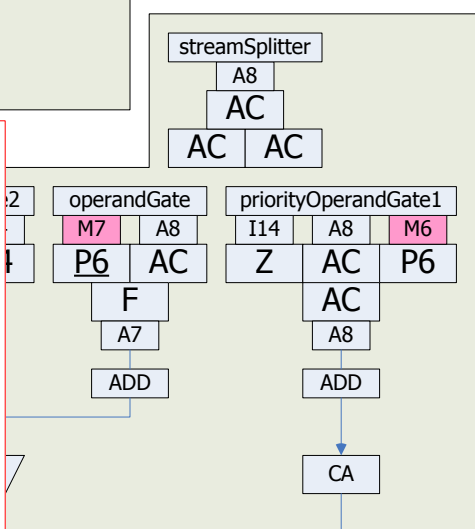 streamSplitter
A8
AC
AC AC
2 operandGate priorityOperandGate1
M7 A8 I14 A8 M6
P6 AC Z AC P6
F AC
A7 A8
ADD ADD
CA